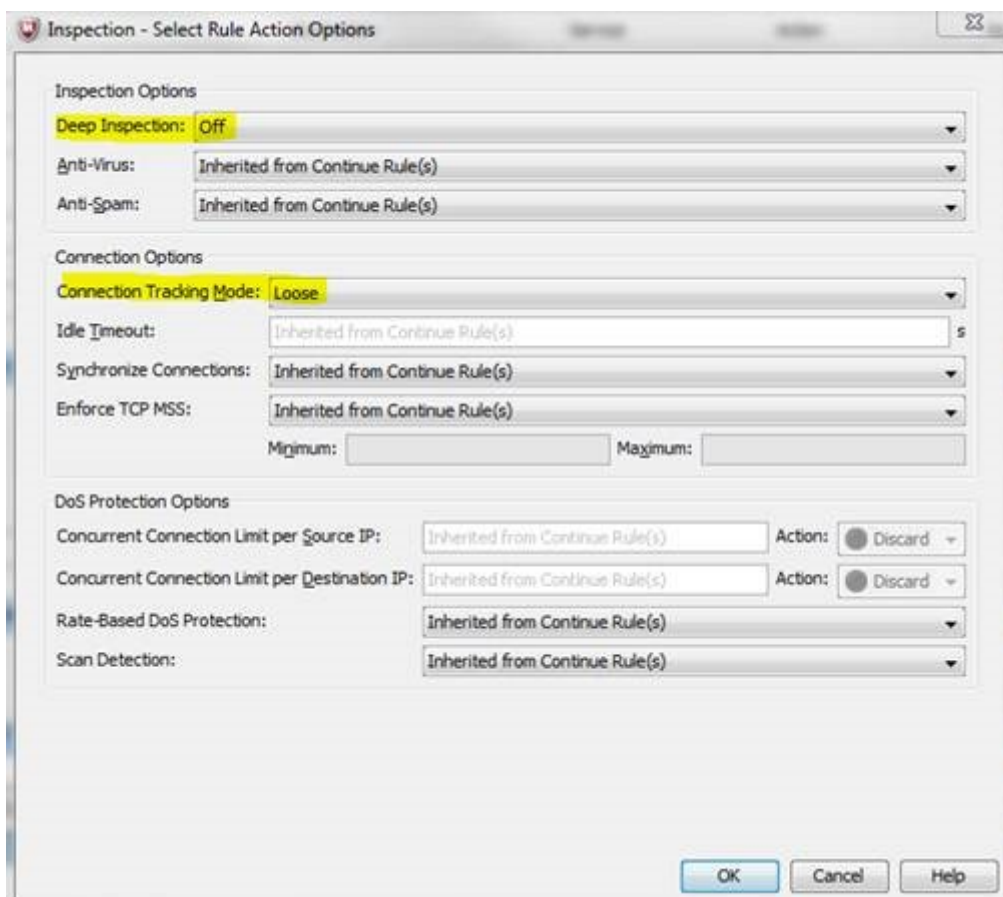 Inspection - Select Rule Action Options
Inspection Options
Deep Inspection: Off
Anti-Virus: Inherited from Continue Rule(s)
Anti-Spam: Inherited from Continue Rule(s)
Connection Options
Connection Tracking Mode: Loose
Idle Timeout: Inherited from Continue Rule(s) s
Synchronize Connections: Inherited from Continue Rule(s)
Enforce TCP MSS: Inherited from Continue Rule(s)
Minimum: Maximum:
DoS Protection Options
Concurrent Connection Limit per Source IP: Inherited from Continue Rule(s) Action: Discard
Concurrent Connection Limit per Destination IP: Inherited from Continue Rule(s) Action: Discard
Rate-Based DoS Protection: Inherited from Continue Rule(s)
Scan Detection: Inherited from Continue Rule(s)
OK Cancel Help